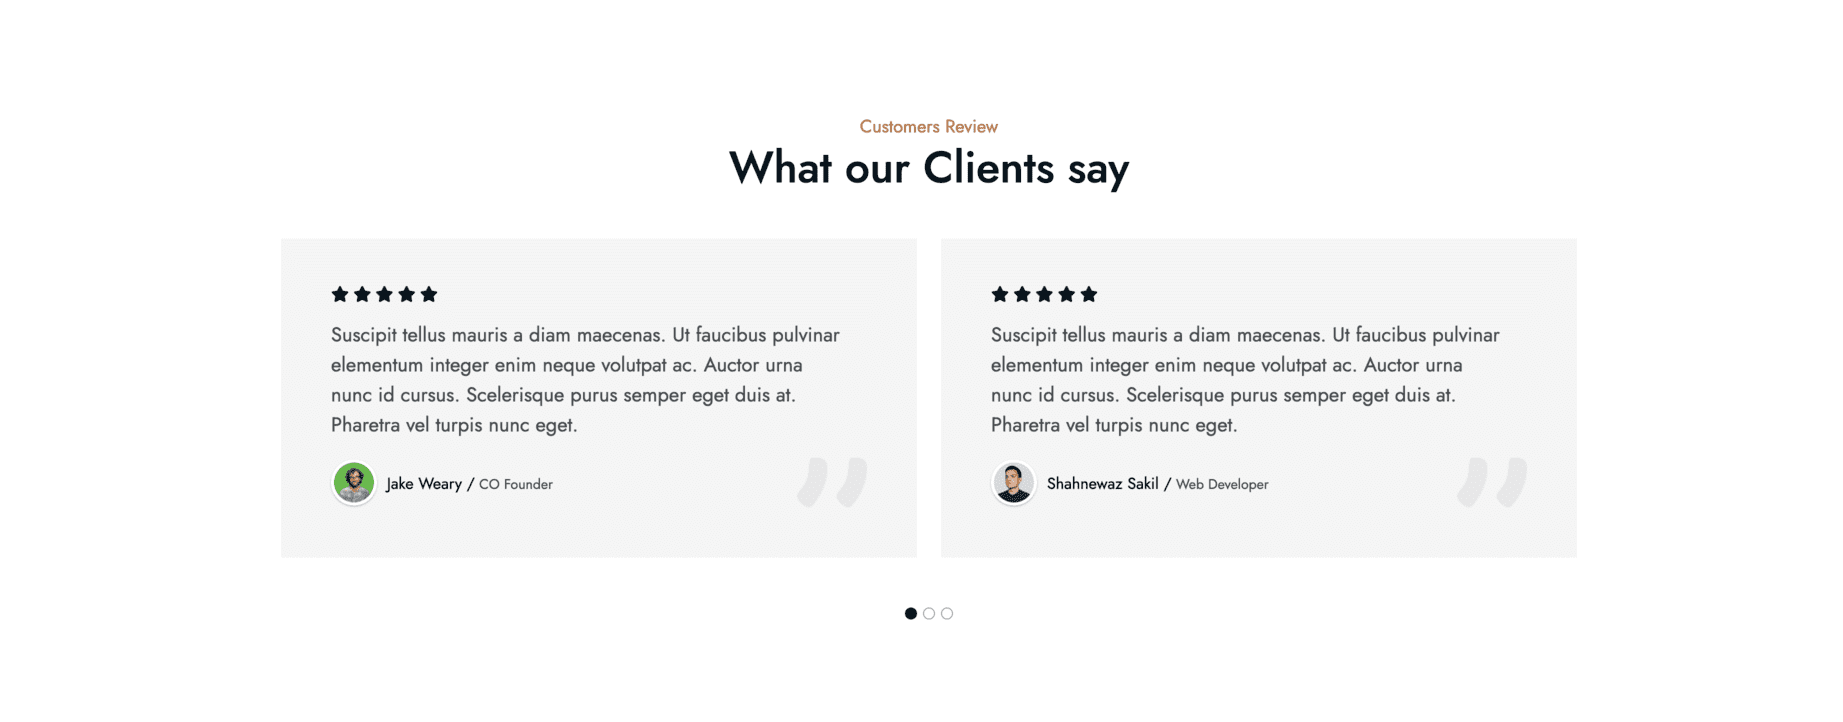 Customers Review
What our Clients say
Suscipit tellus mauris a diam maecenas. Ut faucibus pulvinar
elementum integer enim neque volutpat ac. Auctor urna
nunc id cursus. Scelerisque purus semper eget duis at.
Pharetra vel turpis nunc eget.
Jake Weary / CO Founder
Suscipit tellus mauris a diam maecenas. Ut faucibus pulvinar
elementum integer enim neque volutpat ac. Auctor urna
nunc id cursus. Scelerisque purus semper eget duis at.
Pharetra vel turpis nunc eget.
Shahnewaz Sakil / Web Developer